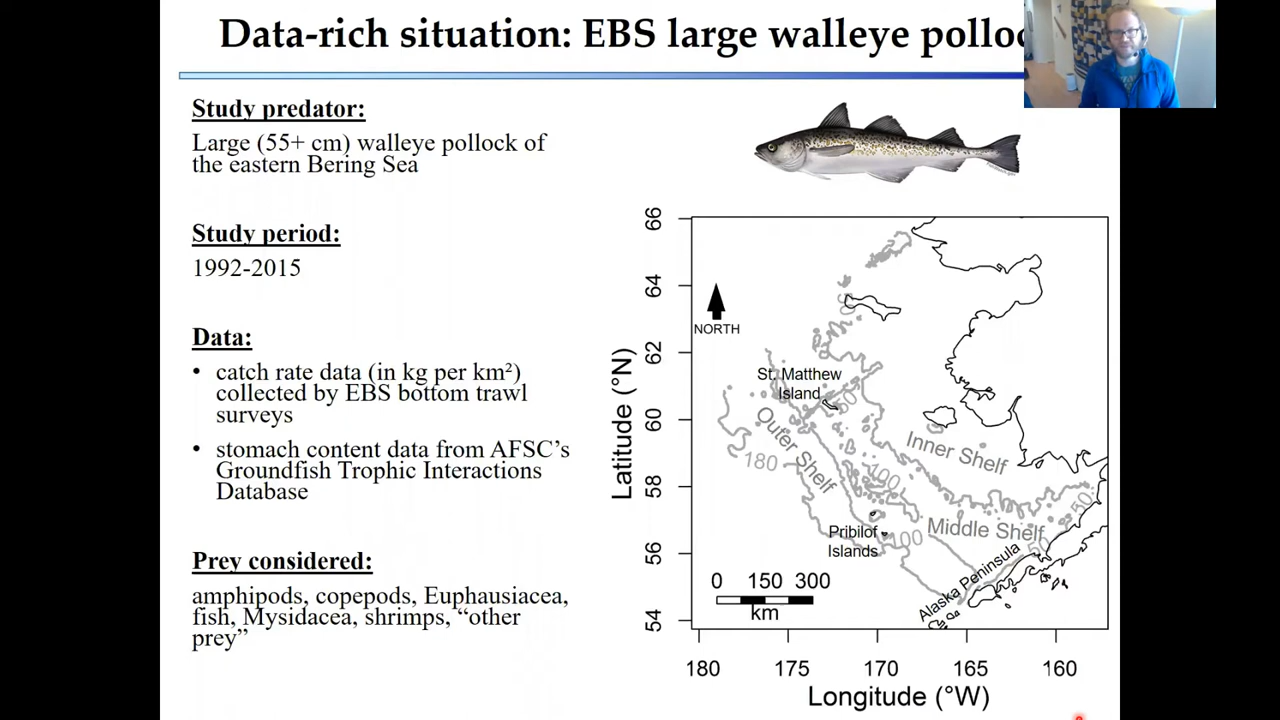 Data-rich situation: EBS large walleye
Study predator:
Large (55+ cm) walleye pollock of
the eastern Bering Sea
Study period:
1992-2015
Data:
• catch rate data (in kg per km²)
collected by EBS bottom trawl
surveys
• stomach content data from AFSC’s
Groundfish Trophic Interactions
Database
Prey considered:
amphipods, copepods, Euphausiacea,
fish, Mysidacea, shrimps, “other
prey”
66
64
62
60
58
56
54
Latitude (°N)
NORTH
St. Matthew
Island
50
50
Outer Shelf
180
100
Inner Shelf
Middle Shelf
50
50
Pribilof
Islands
100
Alaska Peninsula
0 150 300
km
180 175 170 165 160
Longitude (°W)